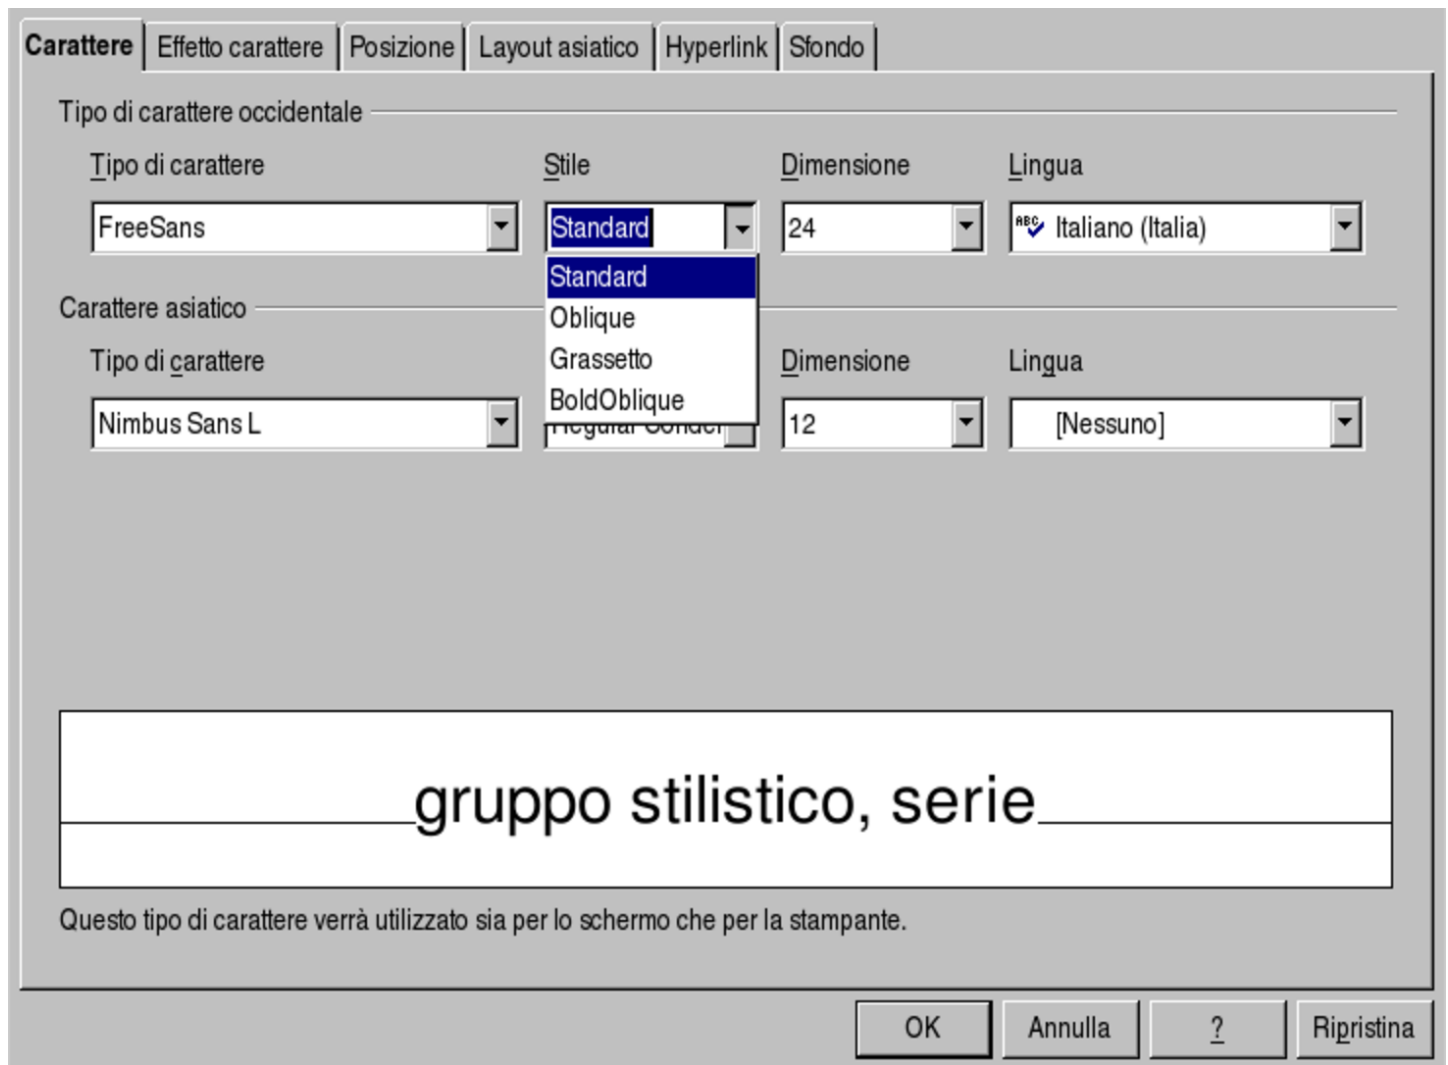 Carattere Effetto carattere Posizione Layout asiatico Hyperlink Sfondo
Tipo di carattere occidentale
Tipo di carattere Stile Dimensione Lingua
FreeSans Standard 24 ABC Italiano (Italia)
Standard
Oblique
Grassetto
BoldOblique
Carattere asiatico
Tipo di carattere Dimensione Lingua
Nimbus Sans L Regular 12 [Nessuno]
gruppo stilistico, serie
Questo tipo di carattere verrà utilizzato sia per lo schermo che per la stampante.
OK Annulla ? Ripristina